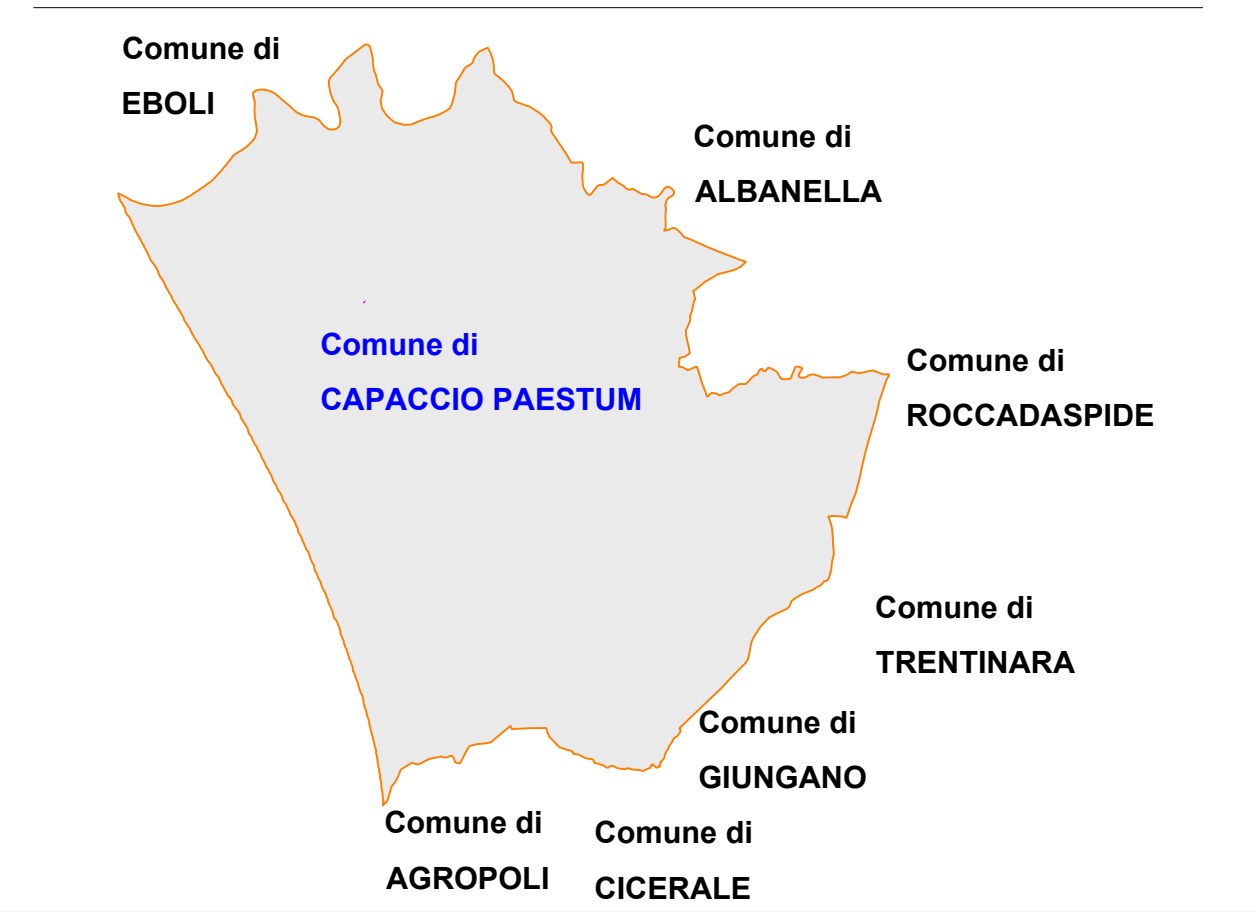 Comune di
EBOLI
Comune di
ALBANELLA
Comune di
CAPACCIO PAESTUM
Comune di
ROCCADASPIDE
Comune di
TRENTINARA
Comune di
GIUNGANO
Comune di
AGROPOLI
Comune di
CICERALE